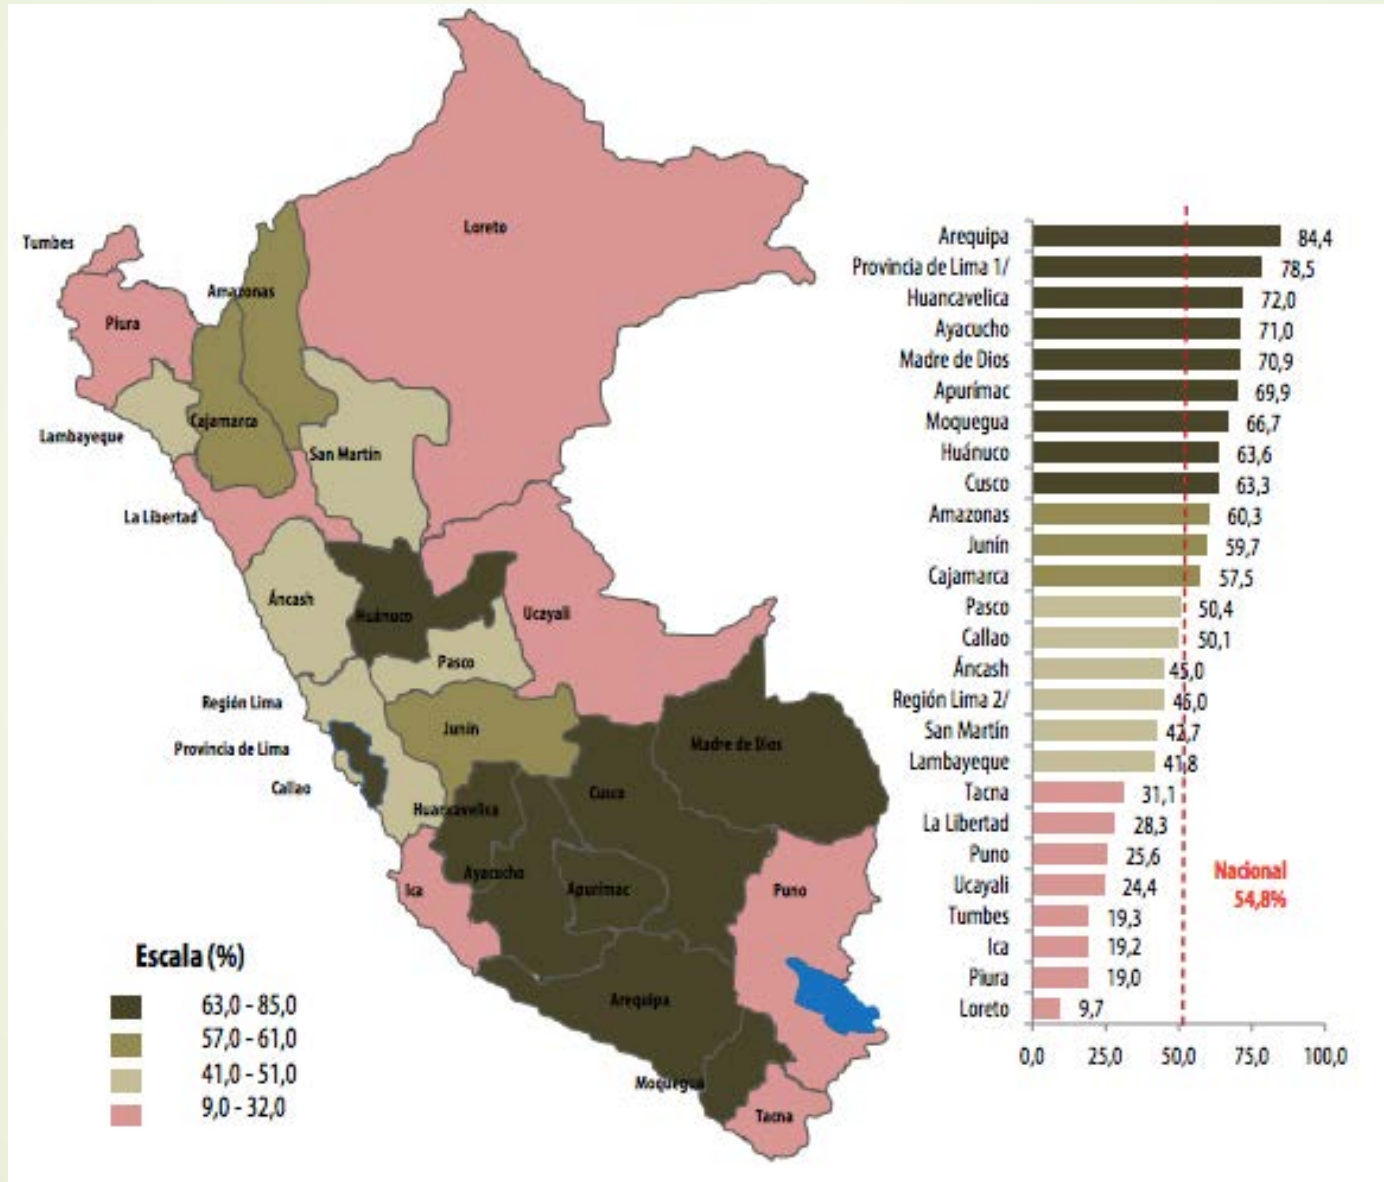 Loreto
Tumbes
Amazonas
Piura
Cajamarca
Lambayeque
San Martín
La Libertad
Áncash
Huánuco
Ucayali
Pasco
Región Lima
Junín
Provincia de Lima
Madre de Dios
Callao
Cusco
Huancavelica
Ayacucho
Apurímac
Ica
Puno
Arequipa
Moquegua
Tacna
Escala (%)
63,0 - 85,0
57,0 - 61,0
41,0 - 51,0
9,0 - 32,0
Arequipa 84,4
Provincia de Lima 1/ 78,5
Huancavelica 72,0
Ayacucho 71,0
Madre de Dios 70,9
Apurímac 69,9
Moquegua 66,7
Huánuco 63,6
Cusco 63,3
Amazonas 60,3
Junín 59,7
Cajamarca 57,5
Pasco 50,4
Callao 50,1
Áncash 45,0
Región Lima 2/ 45,0
San Martín 42,7
Lambayeque 41,8
Tacna 31,1
La Libertad 28,3
Puno 25,6
Ucayali 24,4
Tumbes 19,3
Ica 19,2
Piura 19,0
Loreto 9,7
Nacional
54,8%
0,0 25,0 50,0 75,0 100,0